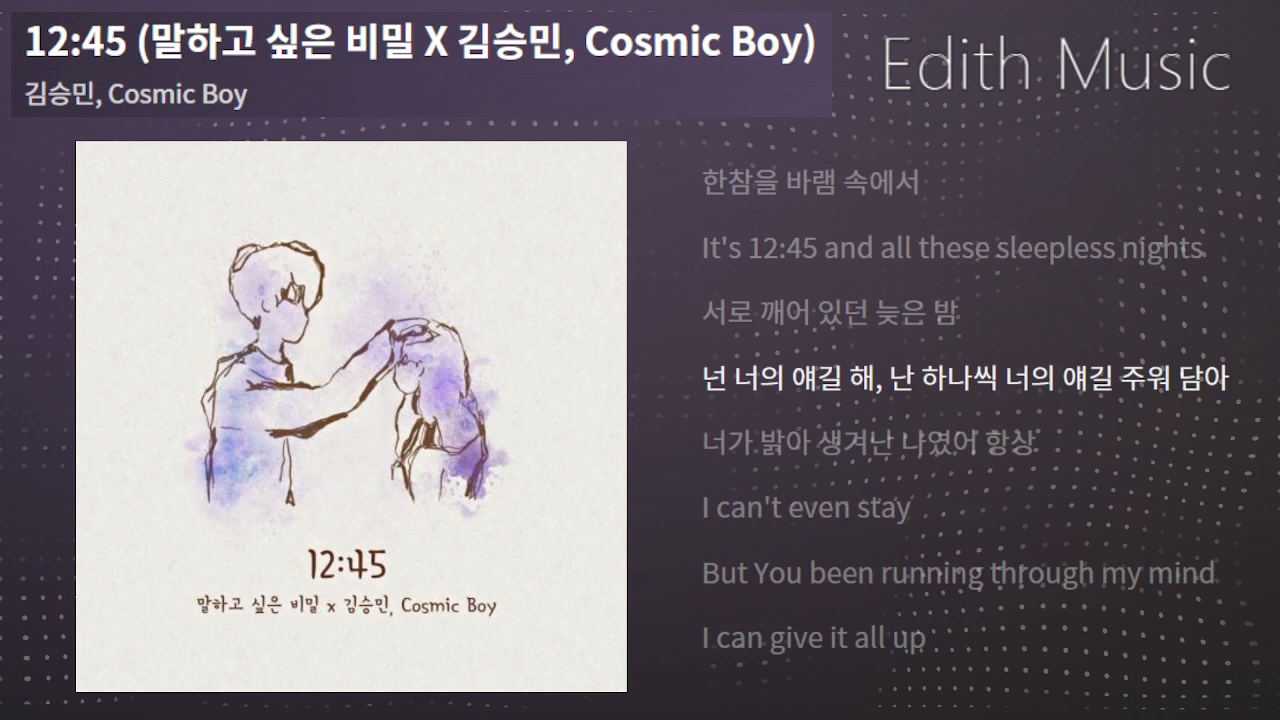 12:45 (말하고 싶은 비밀 X 김승민, Cosmic Boy)
김승민, Cosmic Boy
Edith Music
12:45
말하고 싶은 비밀 x 김승민, Cosmic Boy
한참을 바램 속에서
It's 12:45 and all these sleepless nights
서로 깨어 있던 늦은 밤
넌 너의 얘길 해, 난 하나씩 너의 얘길 주워 담아
너가 밝아 생겨난 나였어 항상
I can't even stay
But You been running through my mind
I can give it all up